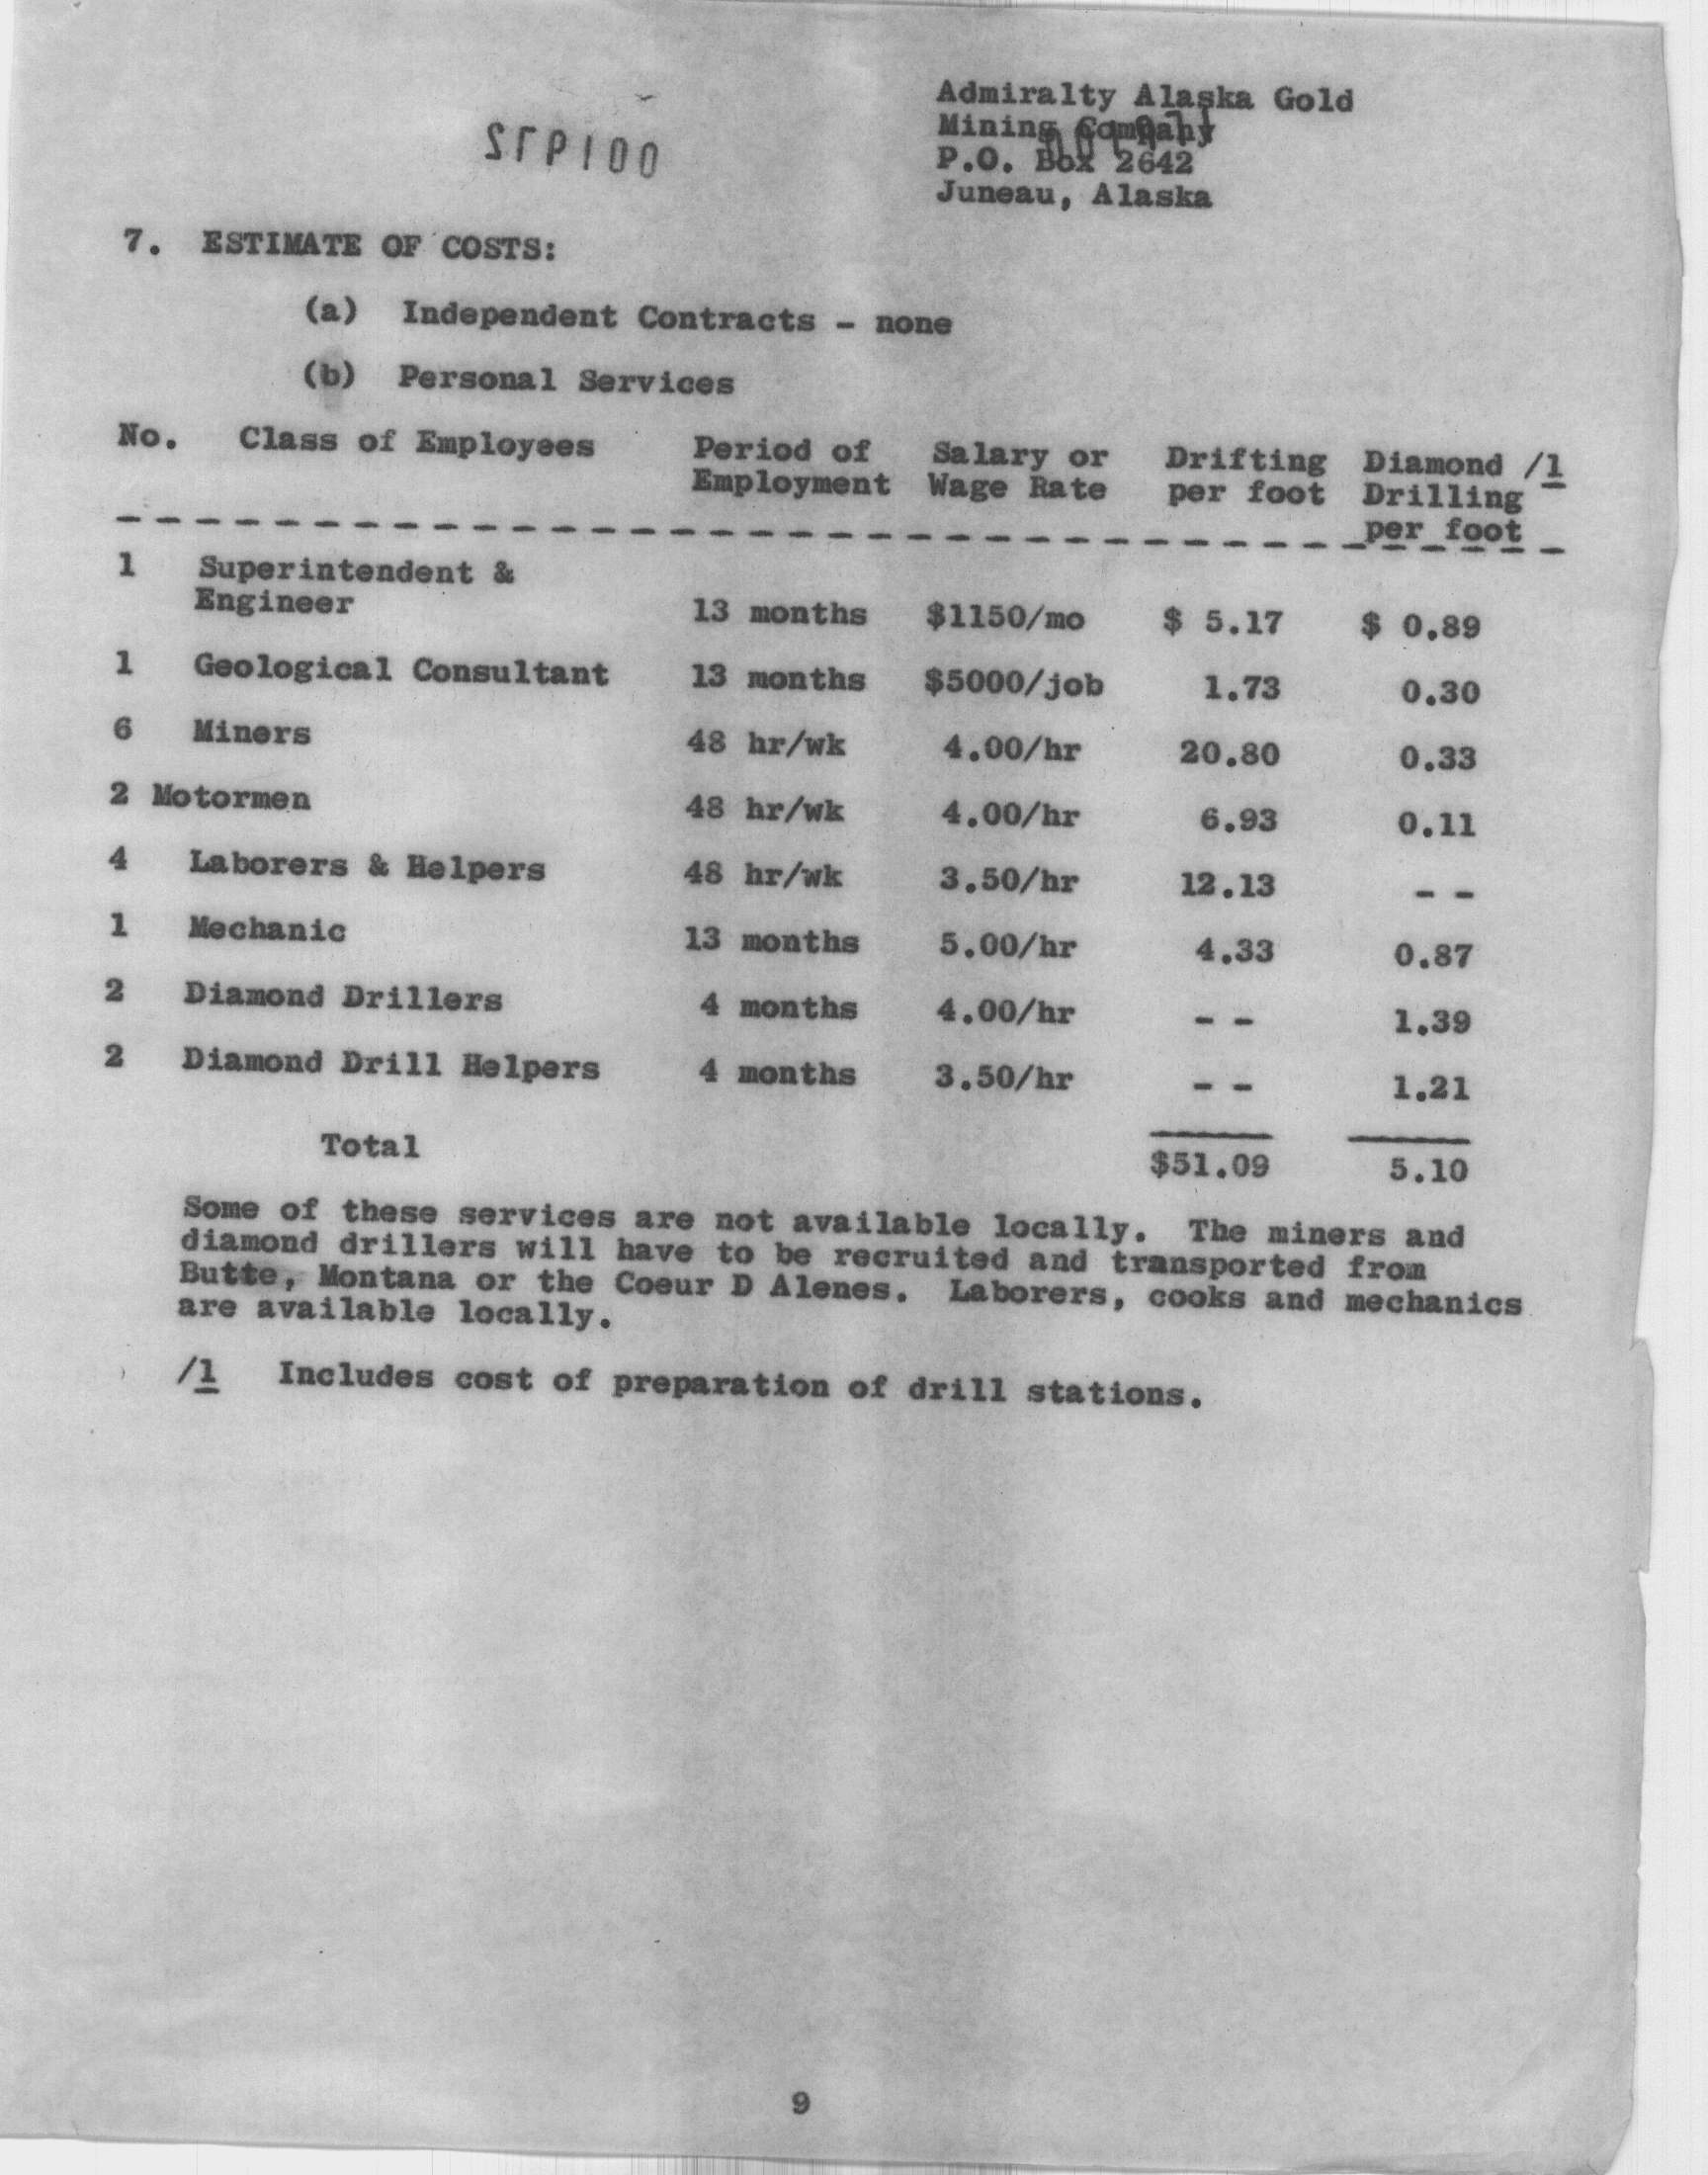 Admiralty Alaska Gold
Mining Company
P.O. Box 2642
Juneau, Alaska
7. ESTIMATE OF COSTS:
(a) Independent Contracts - none
(b) Personal Services
No. Class of Employees Period of Employment Salary or Wage Rate Drifting per foot Diamond /1 Drilling per foot
1 Superintendent &
Engineer 13 months $1150/mo $ 5.17 $ 0.89
1 Geological Consultant 13 months $5000/job 1.73 0.30
6 Miners 48 hr/wk 4.00/hr 20.80 0.33
2 Motormen 48 hr/wk 4.00/hr 6.93 0.11
4 Laborers & Helpers 48 hr/wk 3.50/hr 12.13 - -
1 Mechanic 13 months 5.00/hr 4.33 0.87
2 Diamond Drillers 4 months 4.00/hr - - 1.39
2 Diamond Drill Helpers 4 months 3.50/hr - - 1.21
Total $51.09 5.10
Some of these services are not available locally. The miners and
diamond drillers will have to be recruited and transported from
Butte, Montana or the Coeur D Alenes. Laborers, cooks and mechanics
are available locally.
/1 Includes cost of preparation of drill stations.
9